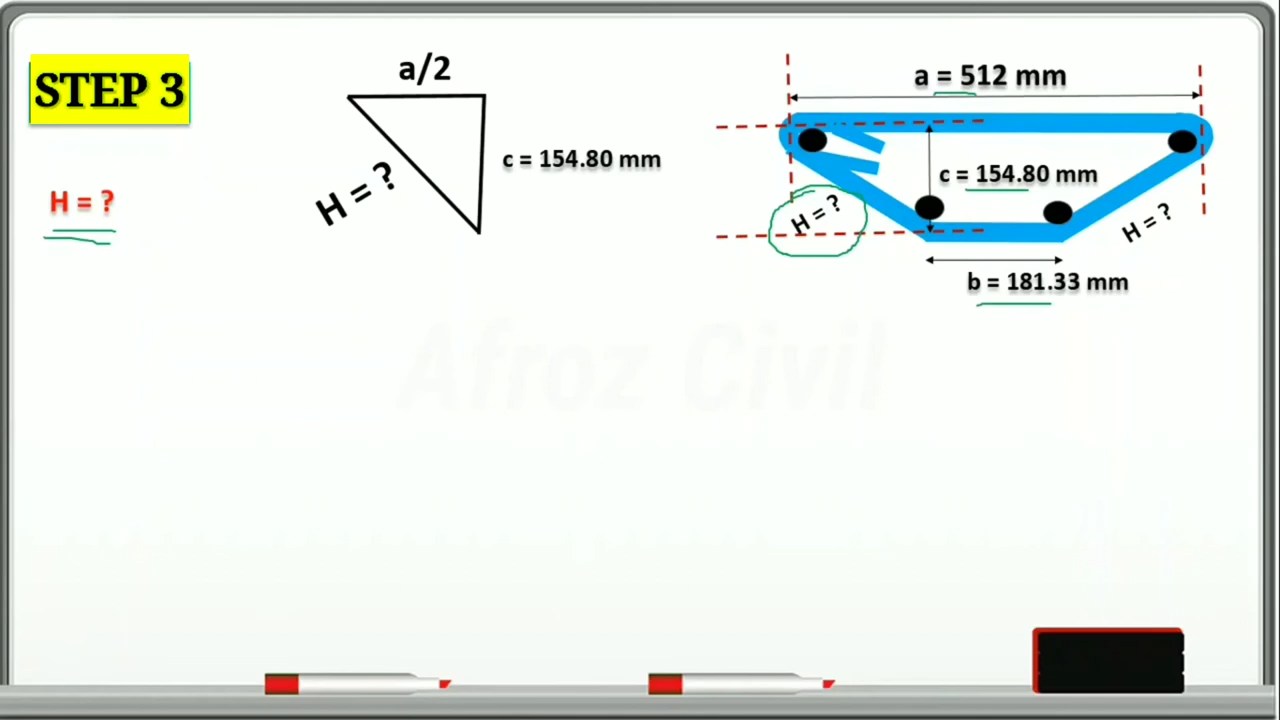 STEP 3
H = ?
a/2
H = ?
c = 154.80 mm
a = 512 mm
c = 154.80 mm
H = ?
H = ?
b = 181.33 mm
Afroz Civil